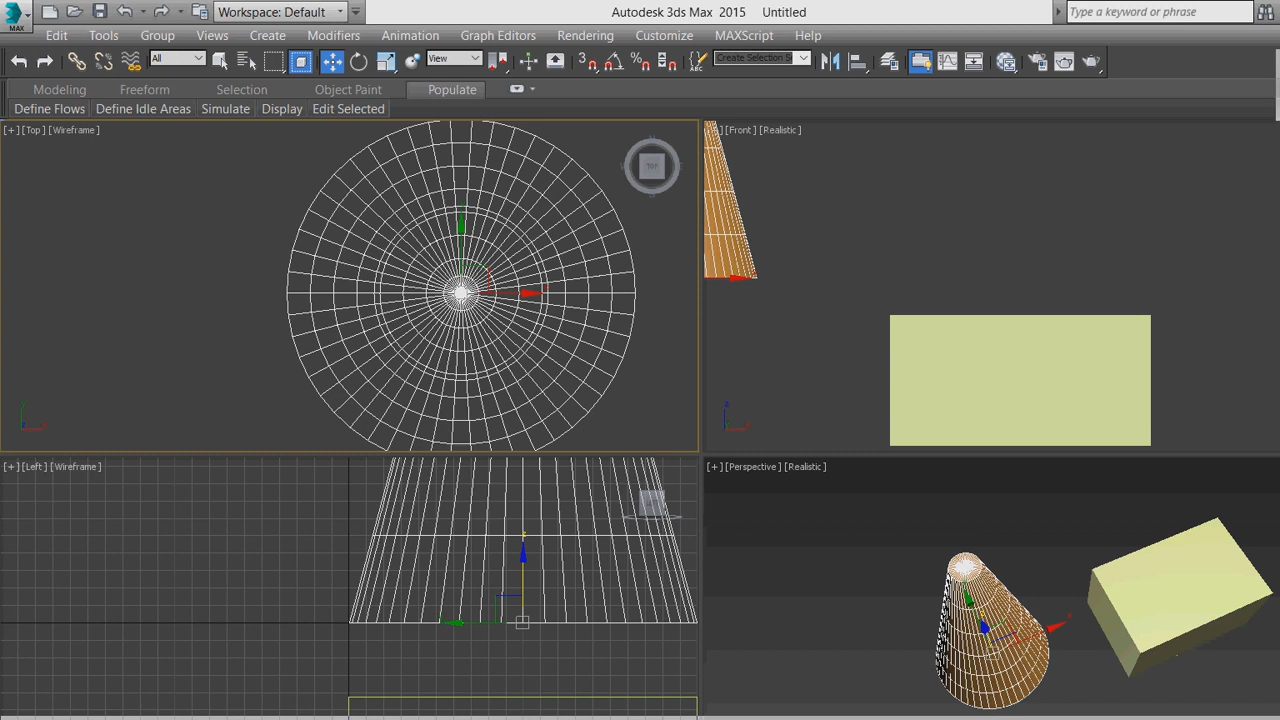 Workspace: Default
Autodesk 3ds Max 2015 Untitled
Type a keyword or phrase
MAX
Edit Tools Group Views Create Modifiers Animation Graph Editors Rendering Customize MAXScript Help
All
View
3
Create Selection S
Modeling Freeform Selection Object Paint Populate
Define Flows Define Idle Areas Simulate Display Edit Selected
[+] [Top] [Wireframe]
[Front] [Realistic]
TOP
[+] [Left] [Wireframe]
[+] [Perspective] [Realistic]